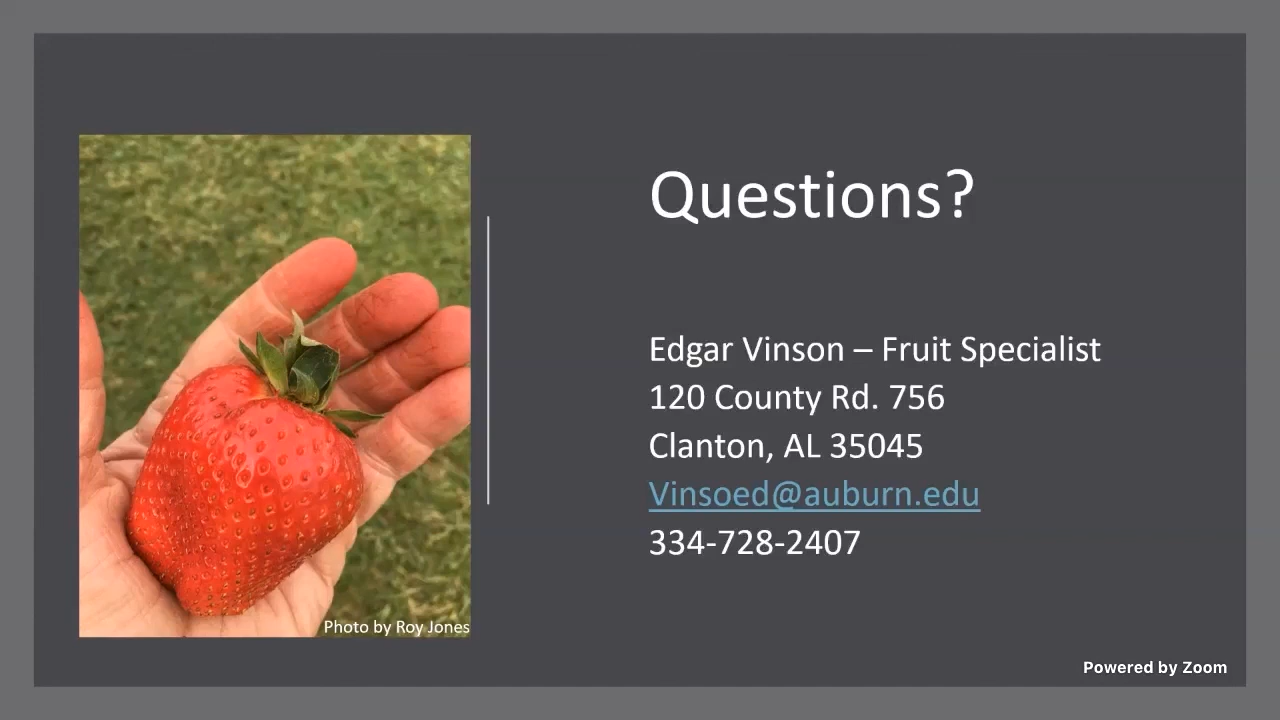 Questions?
Edgar Vinson – Fruit Specialist
120 County Rd. 756
Clanton, AL 35045
Vinsoed@auburn.edu
334-728-2407
Photo by Roy Jones
Powered by Zoom